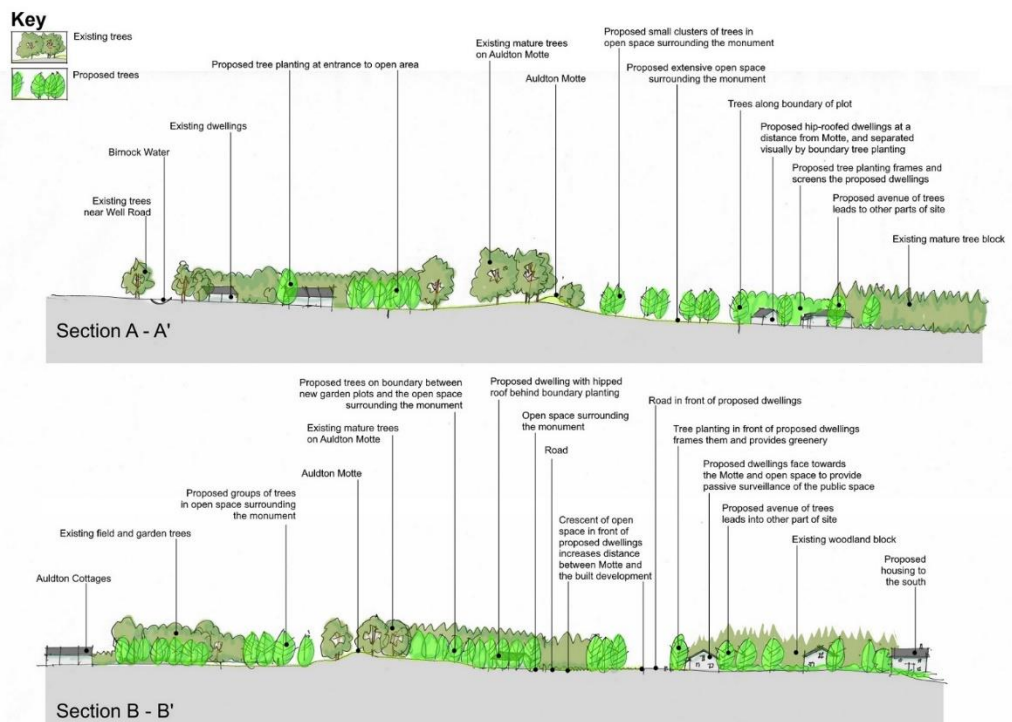 Key
Existing trees
Proposed trees
Existing trees
near Well Road
Birnock Water
Existing dwellings
Proposed tree planting at entrance to open area
Existing mature trees
on Auldton Motte
Auldton Motte
Proposed small clusters of trees in
open space surrounding the monument
Proposed extensive open space
surrounding the monument
Trees along boundary of plot
Proposed hip-roofed dwellings at a
distance from Motte, and separated
visually by boundary tree planting
Proposed tree planting frames and
screens the proposed dwellings
Proposed avenue of trees
leads to other parts of site
Existing mature tree block
Section A - A'
Auldton Cottages
Existing field and garden trees
Proposed groups of trees
in open space surrounding
the monument
Auldton Motte
Existing mature trees
on Auldton Motte
Proposed trees on boundary between
new garden plots and the open space
surrounding the monument
Proposed dwelling with hipped
roof behind boundary planting
Open space surrounding
the monument
Road
Crescent of open
space in front of
proposed dwellings
increases distance
between Motte and
the built development
Road in front of proposed dwellings
Tree planting in front of proposed dwellings
frames them and provides greenery
Proposed dwellings face towards
the Motte and open space to provide
passive surveillance of the public space
Proposed avenue of trees
leads into other part of site
Existing woodland block
Proposed
housing to
the south
Section B - B'